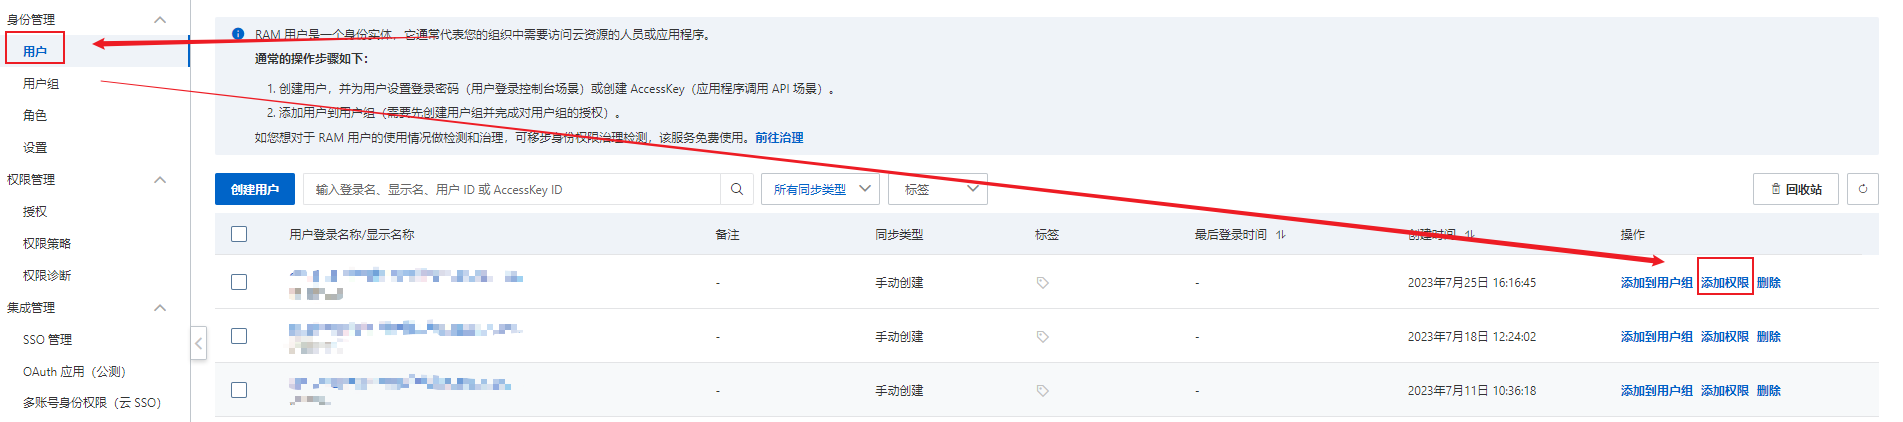 身份管理
用户
用户组
角色
设置
权限管理
授权
权限策略
权限诊断
集成管理
SSO 管理
OAuth 应用（公测）
多账号身份权限（云 SSO）
RAM 用户是一个身份实体，它通常代表您的组织中需要访问云资源的人员或应用程序。
通常的操作步骤如下：
1. 创建用户，并为用户设置登录密码（用户登录控制台场景）或创建 AccessKey（应用程序调用 API 场景）。
2. 添加用户到用户组（需要先创建用户组并完成对用户组的授权）。
如您想对于 RAM 用户的使用情况做检测和治理，可移步身份权限治理检测，该服务免费使用。前往治理
创建用户 输入登录名、显示名、用户 ID 或 AccessKey ID 所有同步类型 标签 回收站
用户登录名称/显示名称 备注 同步类型 标签 最后登录时间 创建时间 操作
- 手动创建 - 2023年7月25日 16:16:45 添加到用户组 添加权限 删除
- 手动创建 - 2023年7月18日 12:24:02 添加到用户组 添加权限 删除
- 手动创建 - 2023年7月11日 10:36:18 添加到用户组 添加权限 删除